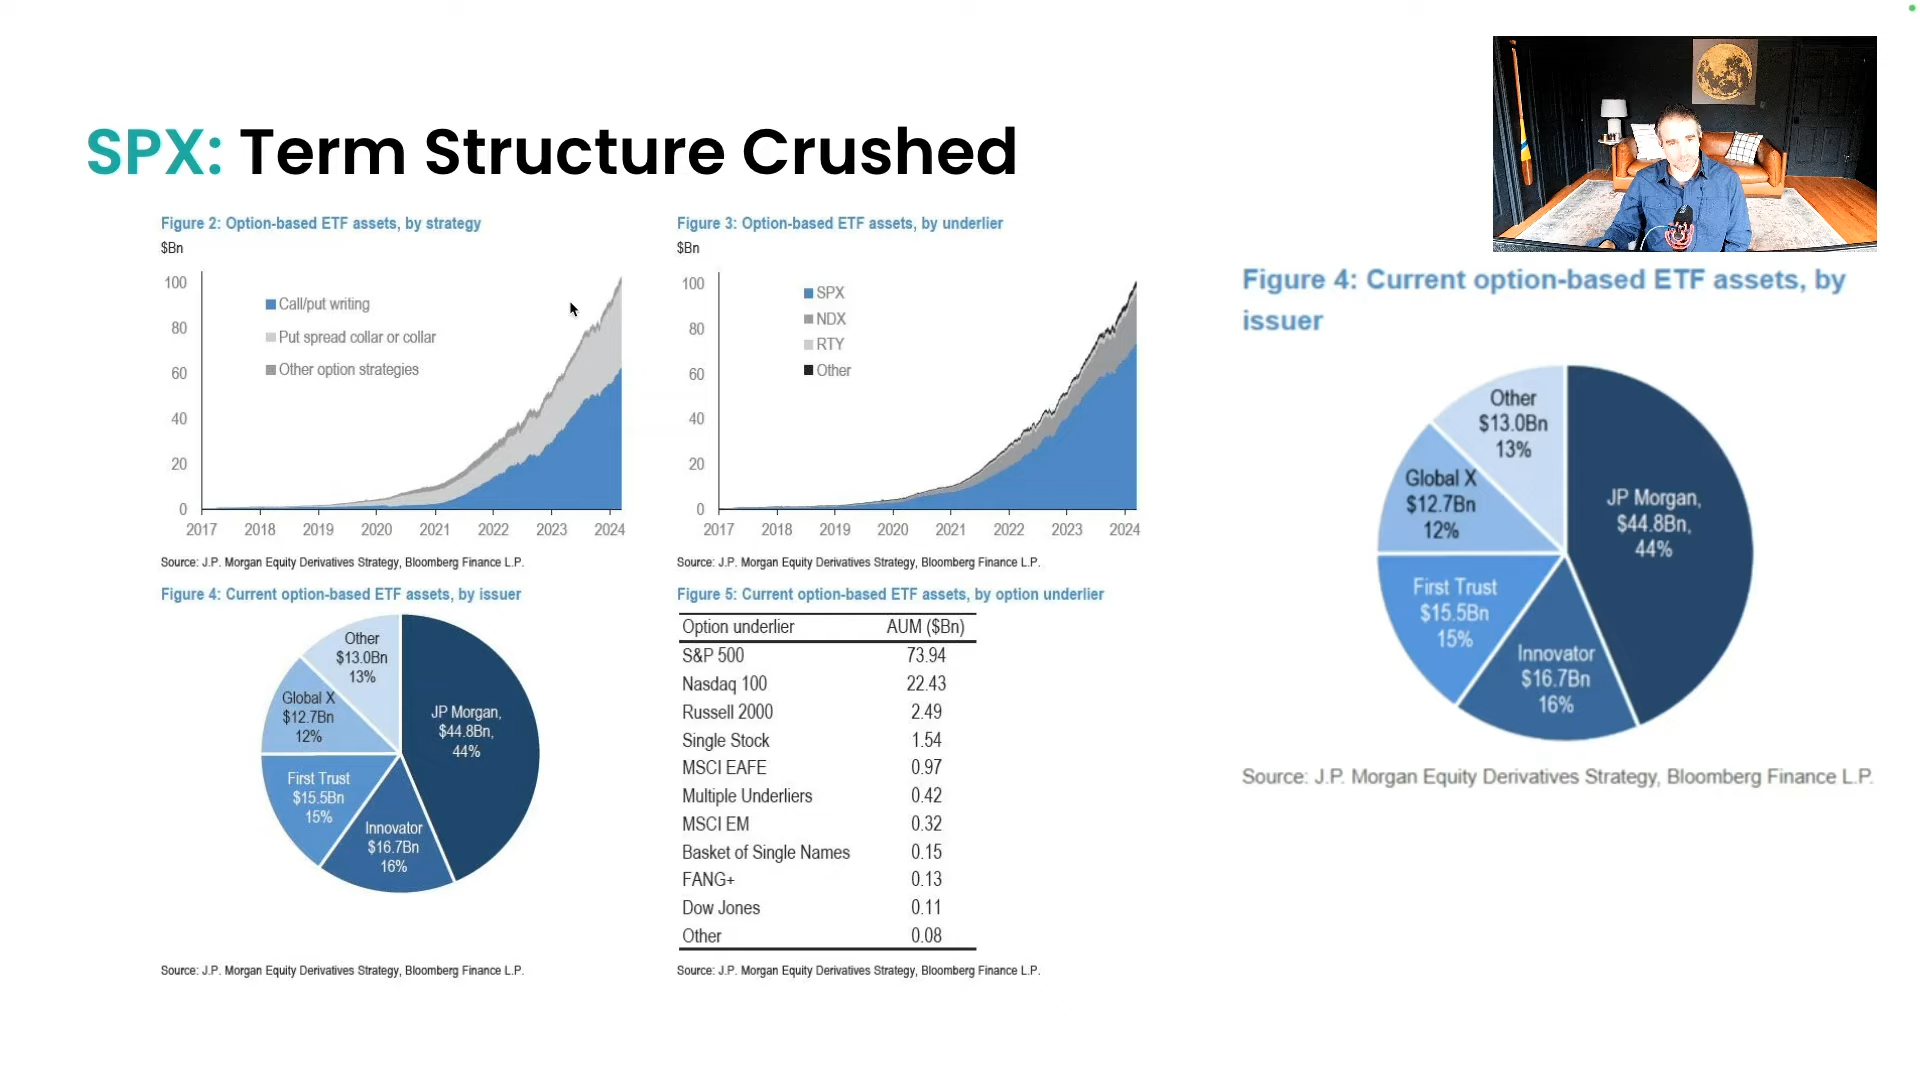 SPX: Term Structure Crushed
Figure 2: Option-based ETF assets, by strategy
$Bn
100
80
60
40
20
0
Call/put writing
Put spread collar or collar
Other option strategies
2017 2018 2019 2020 2021 2022 2023 2024
Source: J.P. Morgan Equity Derivatives Strategy, Bloomberg Finance L.P.
Figure 3: Option-based ETF assets, by underlier
$Bn
100
80
60
40
20
0
SPX
NDX
RTY
Other
2017 2018 2019 2020 2021 2022 2023 2024
Source: J.P. Morgan Equity Derivatives Strategy, Bloomberg Finance L.P.
Figure 4: Current option-based ETF assets, by issuer
Other
$13.0Bn
13%
Global X
$12.7Bn
12%
First Trust
$15.5Bn
15%
Innovator
$16.7Bn
16%
JP Morgan,
$44.8Bn,
44%
Source: J.P. Morgan Equity Derivatives Strategy, Bloomberg Finance L.P.
Figure 5: Current option-based ETF assets, by option underlier
Option underlier AUM ($Bn)
S&P 500 73.94
Nasdaq 100 22.43
Russell 2000 2.49
Single Stock 1.54
MSCI EAFE 0.97
Multiple Underliers 0.42
MSCI EM 0.32
Basket of Single Names 0.15
FANG+ 0.13
Dow Jones 0.11
Other 0.08
Source: J.P. Morgan Equity Derivatives Strategy, Bloomberg Finance L.P.
Figure 4: Current option-based ETF assets, by
issuer
Other
$13.0Bn
13%
Global X
$12.7Bn
12%
First Trust
$15.5Bn
15%
Innovator
$16.7Bn
16%
JP Morgan,
$44.8Bn,
44%
Source: J.P. Morgan Equity Derivatives Strategy, Bloomberg Finance L.P.